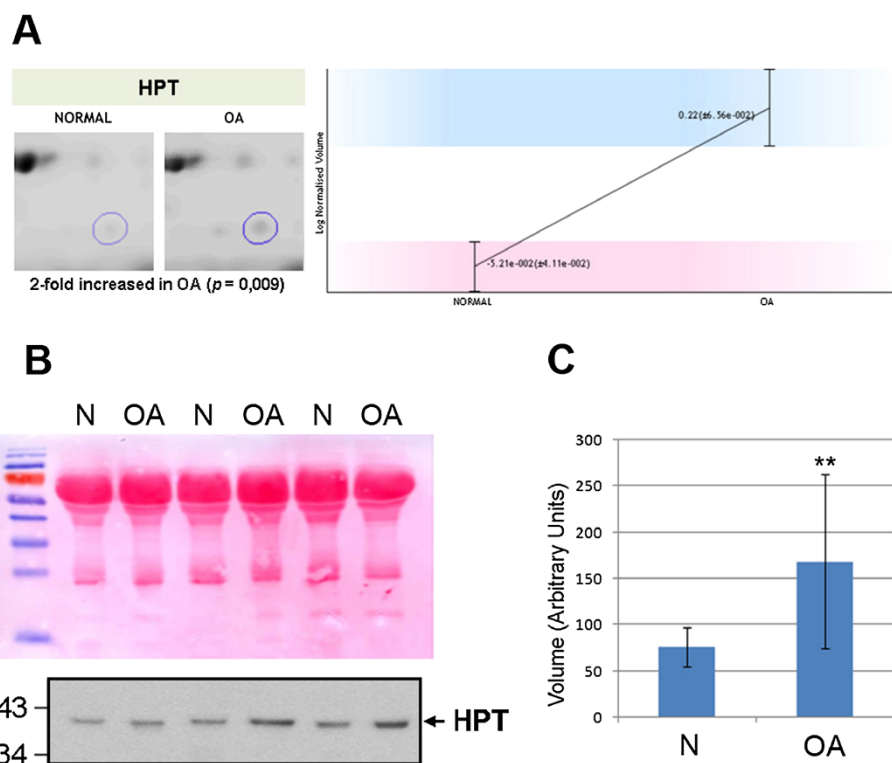 A
HPT
NORMAL
OA
2-fold increased in OA (p = 0,009)
Log Normalised Volume
0.22(±6.56e-002)
-5.21e-002(±4.11e-002)
NORMAL
OA
B
N
OA
N
OA
N
OA
43
34
HPT
C
Volume (Arbitrary Units)
300
250
200
150
100
50
0
**
N
OA